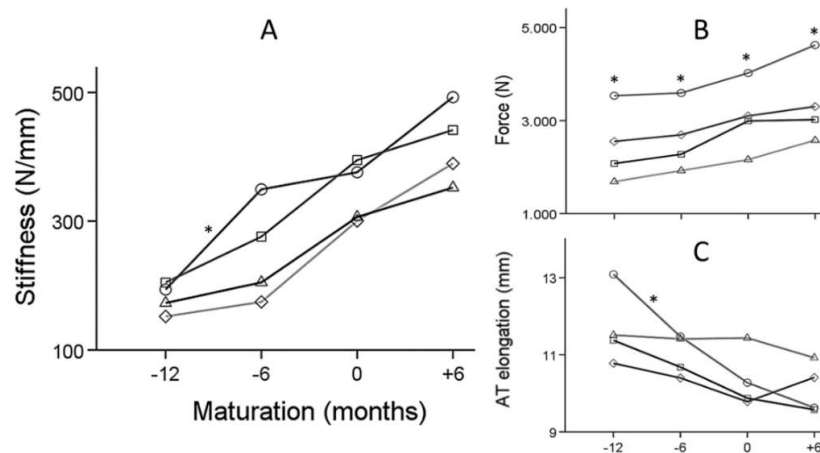 A
500
300
100
Stiffness (N/mm)
*
-12 -6 0 +6
Maturation (months)
B
5.000
3.000
1.000
Force (N)
* * * *
C
13
11
9
AT elongation (mm)
*
-12 -6 0 +6